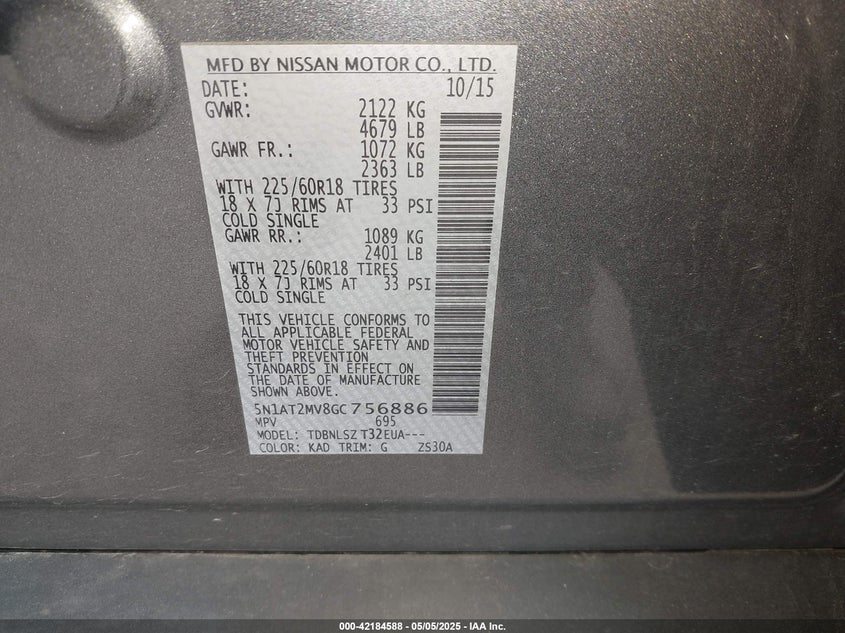 MFD BY NISSAN MOTOR CO., LTD.
DATE: 10/15
GVWR: 2122 KG
4679 LB
GAWR FR.: 1072 KG
2363 LB
WITH 225/60R18 TIRES
18 X 7J RIMS AT 33 PSI
COLD SINGLE
GAWR RR.: 1089 KG
2401 LB
WITH 225/60R18 TIRES
18 X 7J RIMS AT 33 PSI
COLD SINGLE
THIS VEHICLE CONFORMS TO
ALL APPLICABLE FEDERAL
MOTOR VEHICLE SAFETY AND
THEFT PREVENTION
STANDARDS IN EFFECT ON
THE DATE OF MANUFACTURE
SHOWN ABOVE.
5N1AT2MV8GC756886
MPV 695
MODEL: TDBNLSZ T32EUA---
COLOR: KAD TRIM: G ZS30A
000-42184588 - 05/05/2025 - IAA Inc.